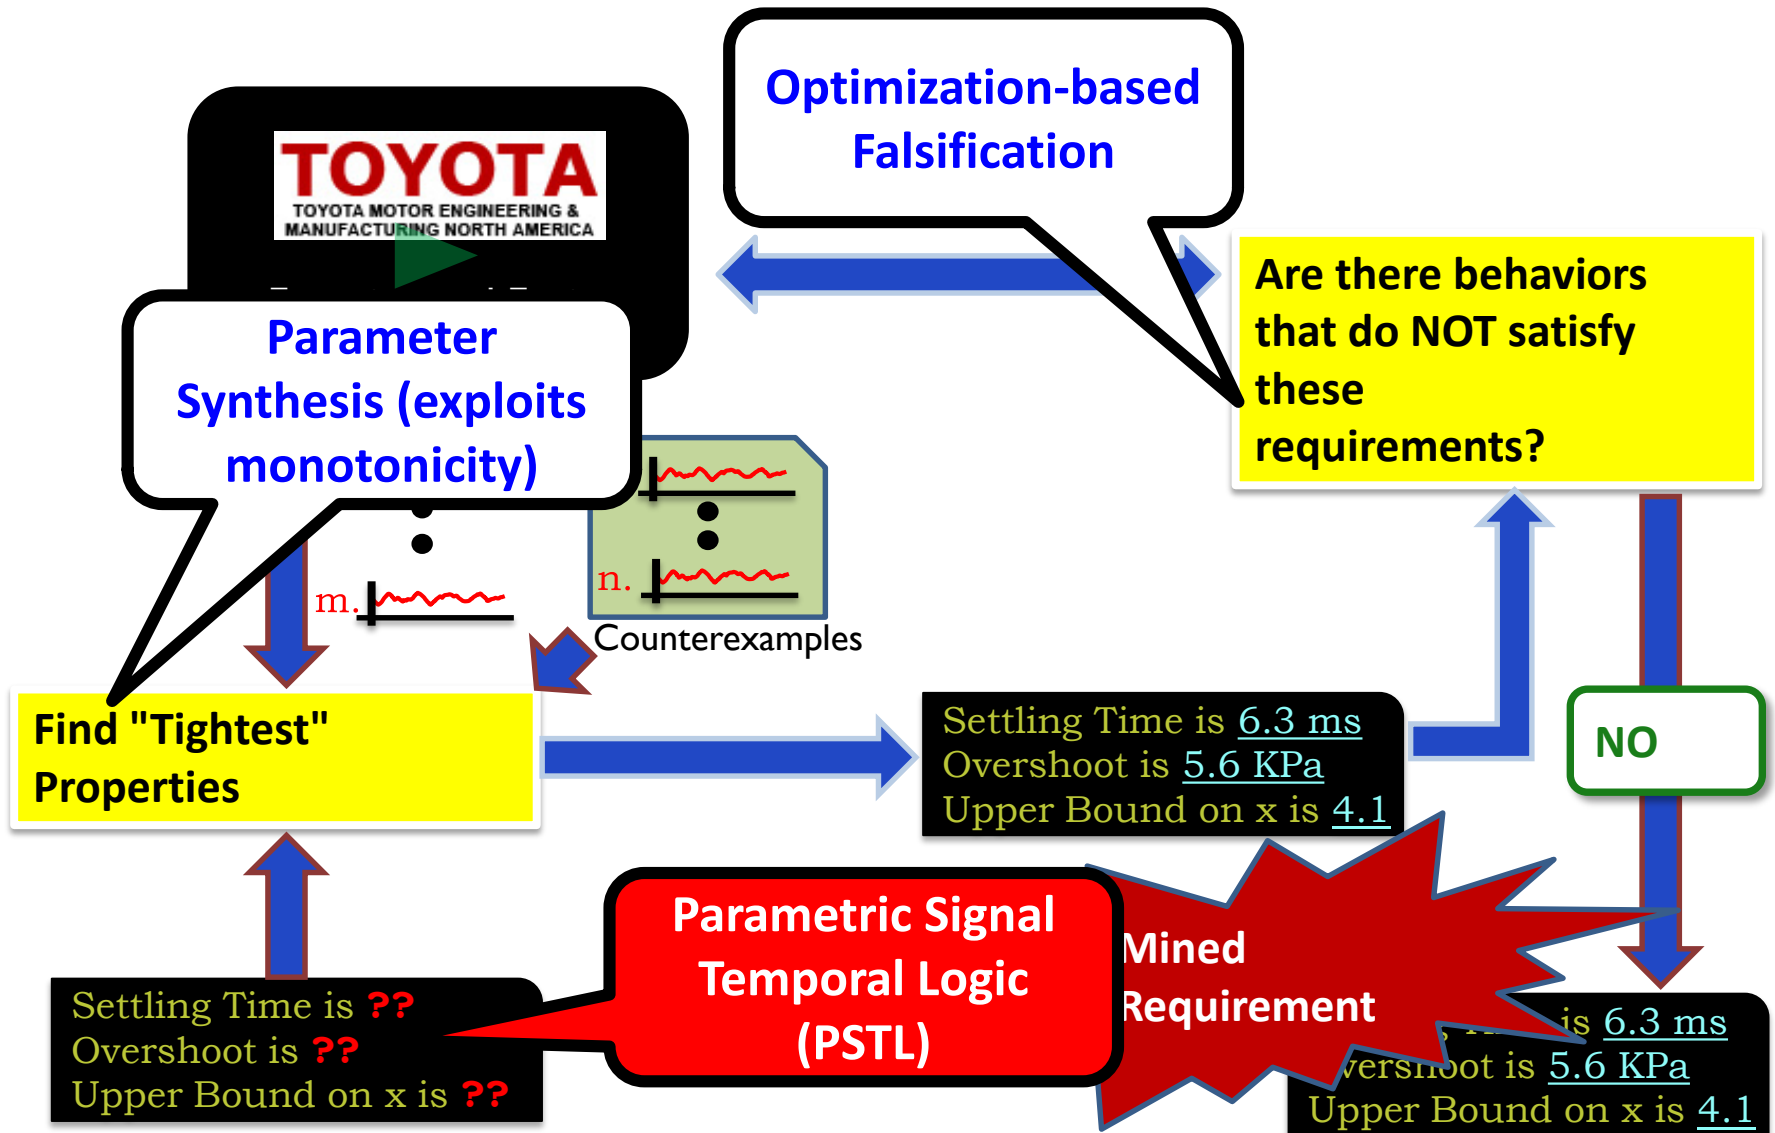 Optimization-based
Falsification
TOYOTA
TOYOTA MOTOR ENGINEERING &
MANUFACTURING NORTH AMERICA
Parameter
Synthesis (exploits
monotonicity)
Are there behaviors
that do NOT satisfy
these
requirements?
m.
n.
Counterexamples
Find "Tightest"
Properties
Settling Time is 6.3 ms
Overshoot is 5.6 KPa
Upper Bound on x is 4.1
NO
Parametric Signal
Temporal Logic
(PSTL)
Mined
Requirement
Settling Time is ??
Overshoot is ??
Upper Bound on x is ??
is 6.3 ms
vershoot is 5.6 KPa
Upper Bound on x is 4.1